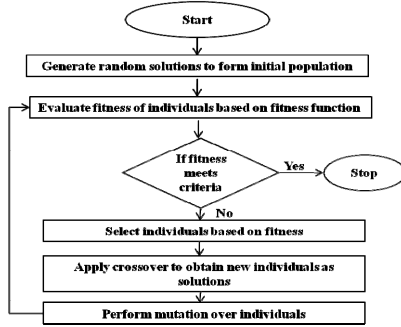 Start
Generate random solutions to form initial population
Evaluate fitness of individuals based on fitness function
If fitness
meets
criteria
Yes
Stop
No
Select individuals based on fitness
Apply crossover to obtain new individuals as
solutions
Perform mutation over individuals